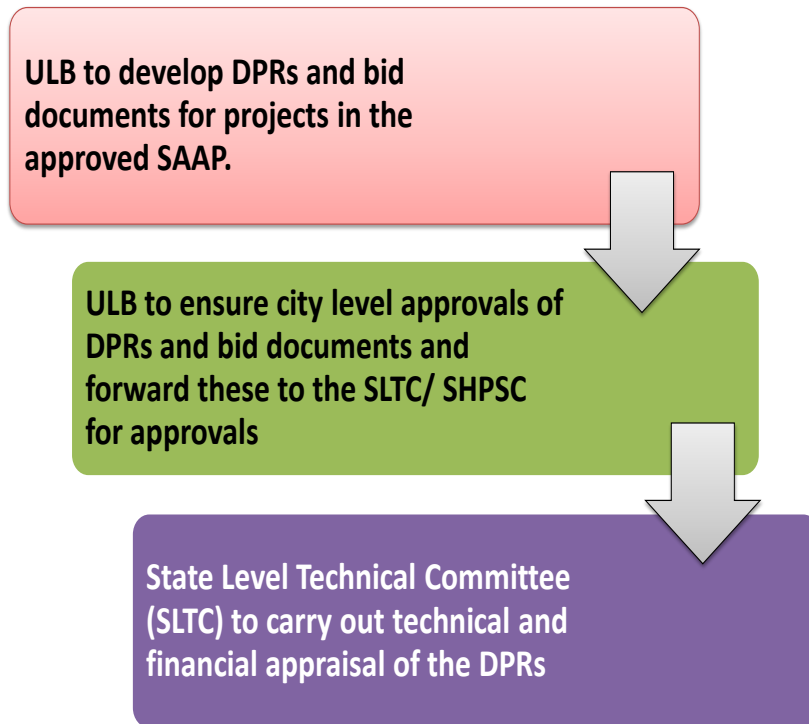 ULB to develop DPRs and bid
documents for projects in the
approved SAAP.
ULB to ensure city level approvals of
DPRs and bid documents and
forward these to the SLTC/ SHPSC
for approvals
State Level Technical Committee
(SLTC) to carry out technical and
financial appraisal of the DPRs